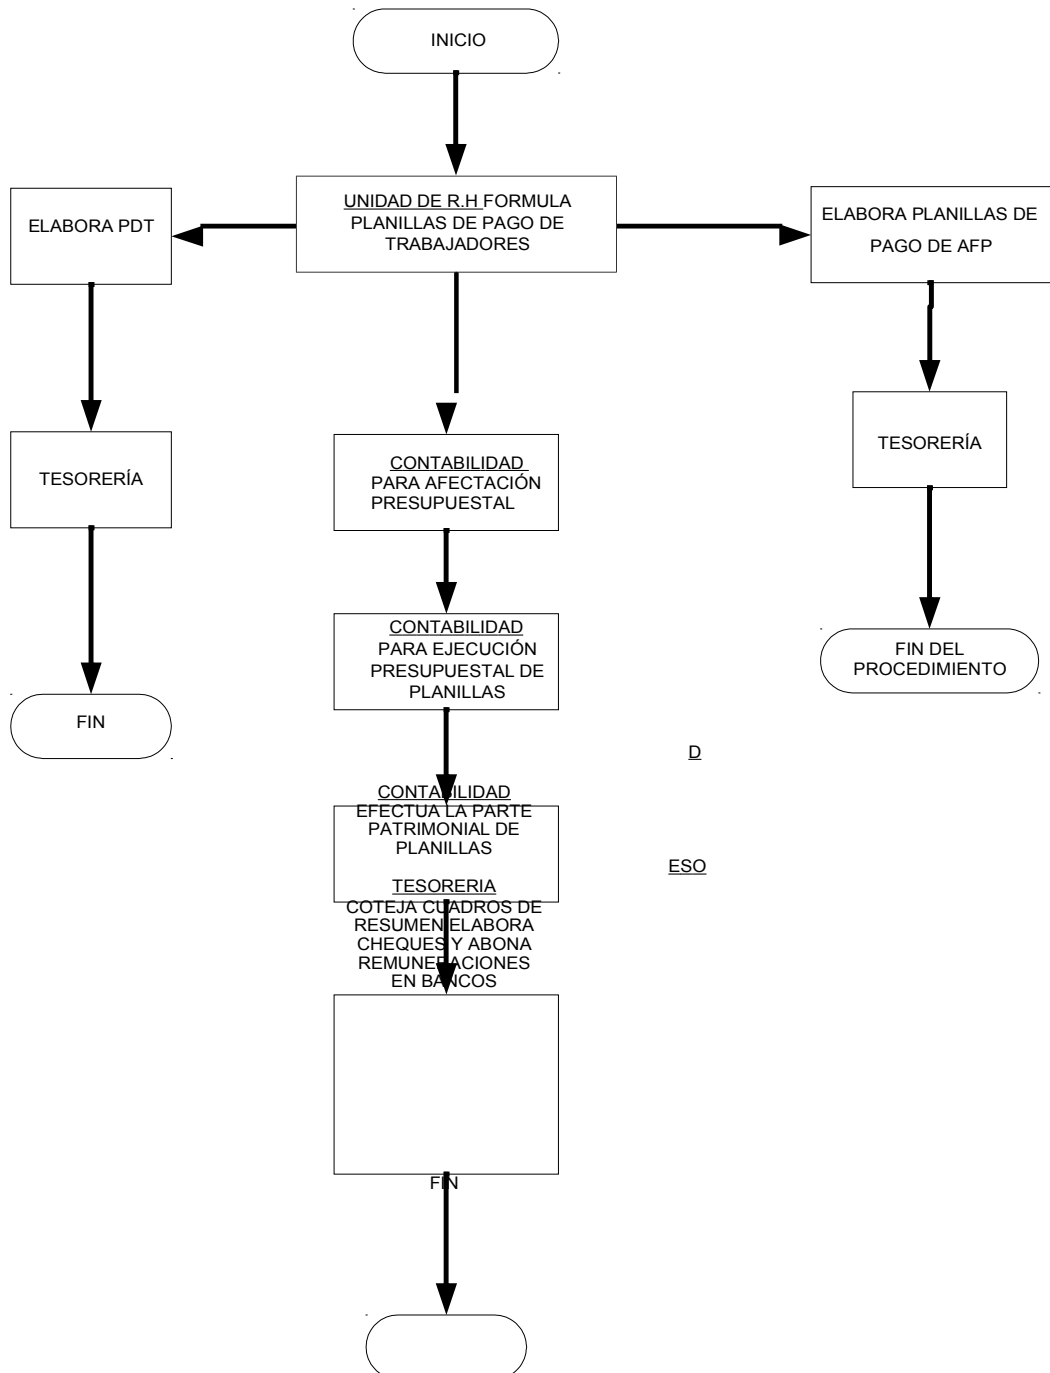 INICIO
UNIDAD DE R.H FORMULA
PLANILLAS DE PAGO DE
TRABAJADORES
ELABORA PDT
ELABORA PLANILLAS DE
PAGO DE AFP
TESORERÍA
CONTABILIDAD
PARA AFECTACIÓN
PRESUPUESTAL
TESORERÍA
CONTABILIDAD
PARA EJECUCIÓN
PRESUPUESTAL DE
PLANILLAS
FIN DEL
PROCEDIMIENTO
FIN
D
CONTABILIDAD
EFECTUA LA PARTE
PATRIMONIAL DE
PLANILLAS
ESO
TESORERIA
COTEJA CUADROS DE
RESUMEN ELABORA
CHEQUES Y ABONA
REMUNERACIONES
EN BANCOS
FIN